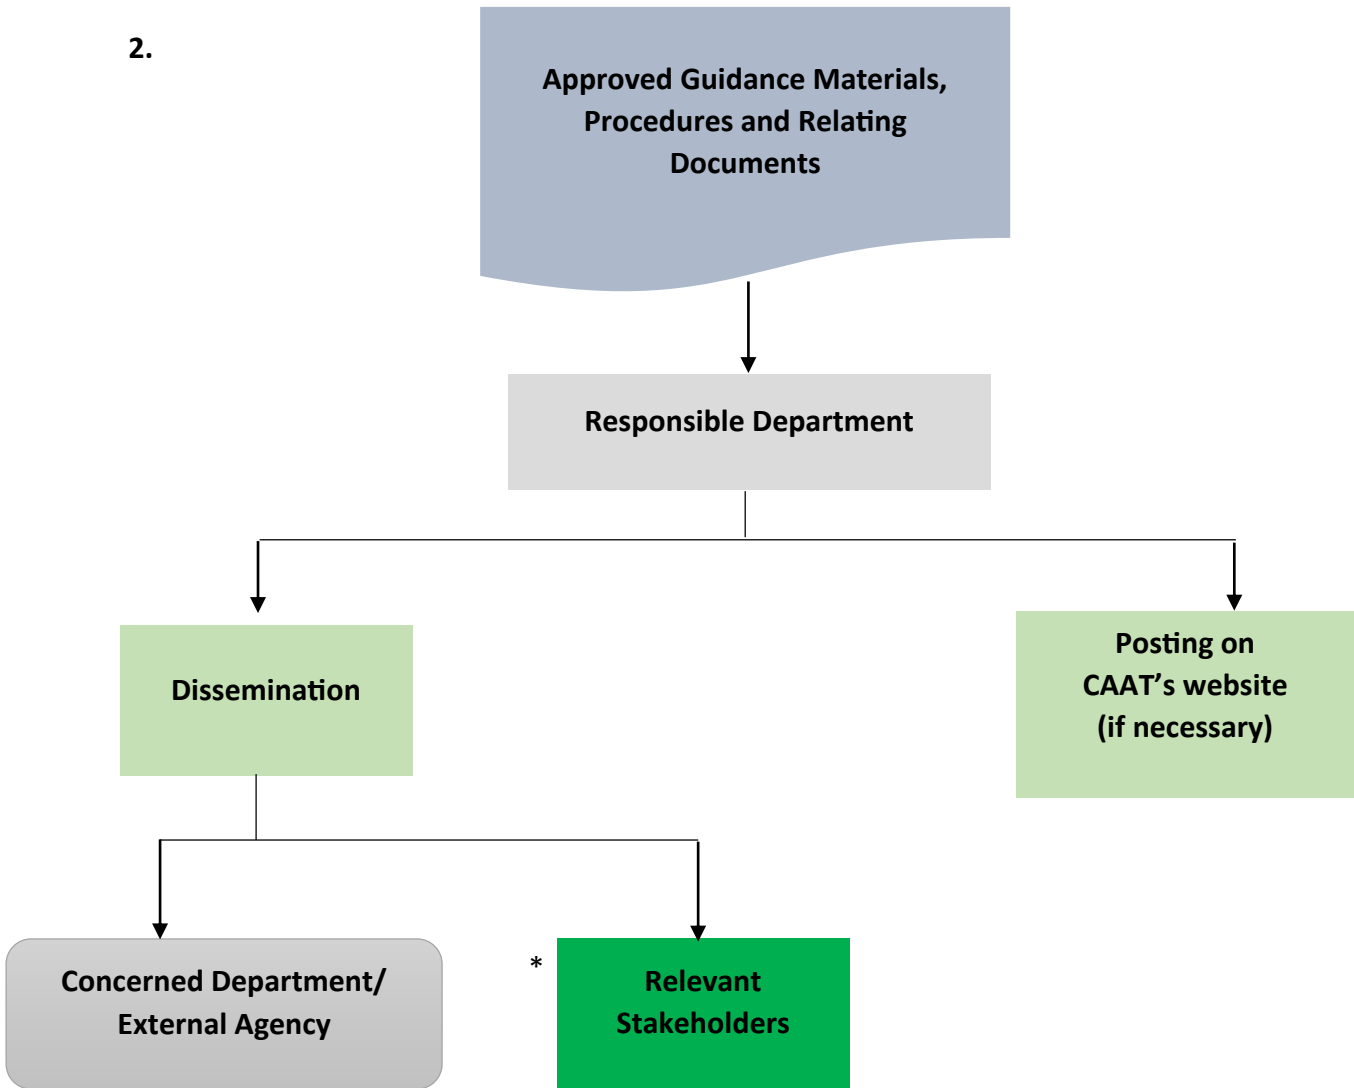 2.
Approved Guidance Materials,
Procedures and Relating
Documents
Responsible Department
Dissemination
Posting on
CAAT’s website
(if necessary)
Concerned Department/
External Agency
*
Relevant
Stakeholders